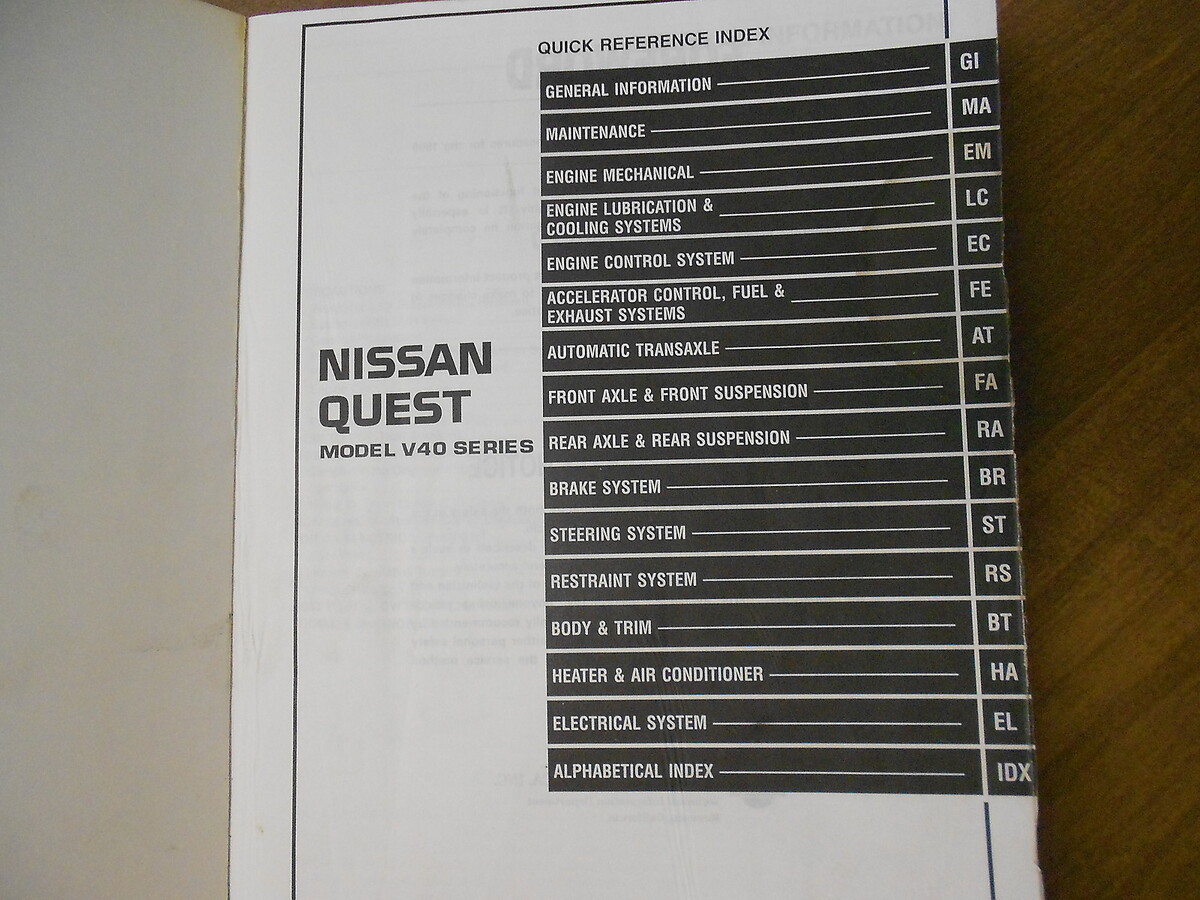 QUICK REFERENCE INDEX
GENERAL INFORMATION GI
MAINTENANCE MA
ENGINE MECHANICAL EM
ENGINE LUBRICATION &
COOLING SYSTEMS LC
ENGINE CONTROL SYSTEM EC
ACCELERATOR CONTROL, FUEL &
EXHAUST SYSTEMS FE
AUTOMATIC TRANSAXLE AT
FRONT AXLE & FRONT SUSPENSION FA
REAR AXLE & REAR SUSPENSION RA
BRAKE SYSTEM BR
STEERING SYSTEM ST
RESTRAINT SYSTEM RS
BODY & TRIM BT
HEATER & AIR CONDITIONER HA
ELECTRICAL SYSTEM EL
ALPHABETICAL INDEX IDX
NISSAN
QUEST
MODEL V40 SERIES